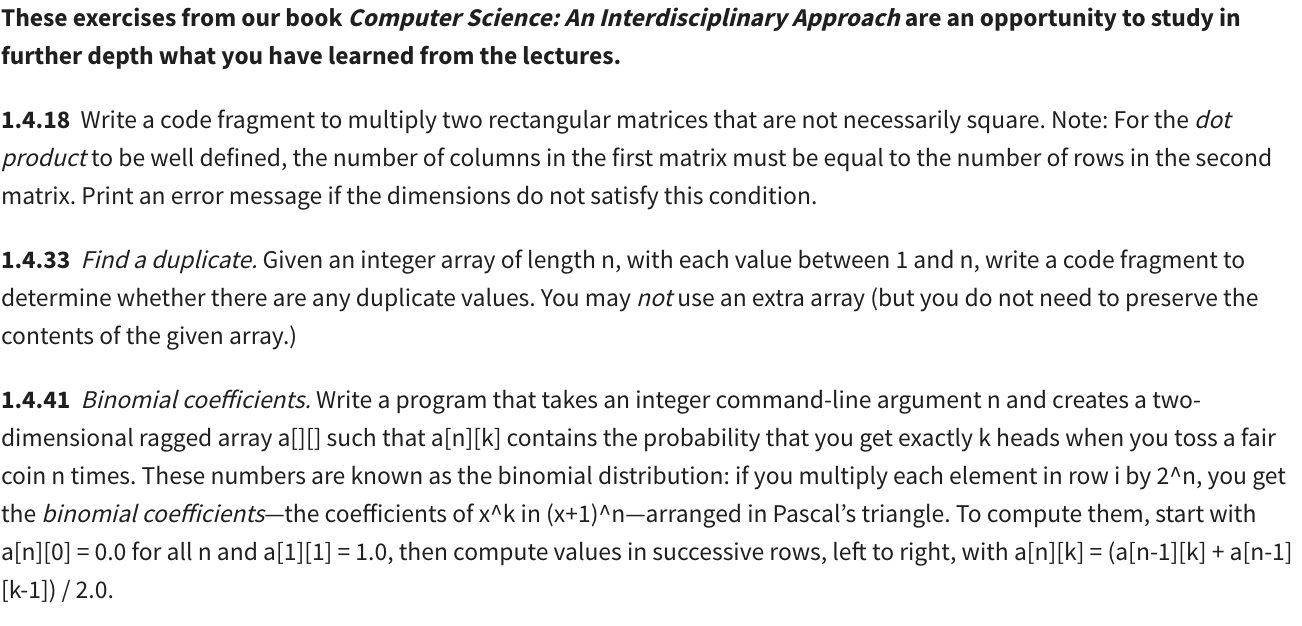 These exercises from our book Computer Science: An Interdisciplinary Approach are an opportunity to study in
further depth what you have learned from the lectures.
1.4.18 Write a code fragment to multiply two rectangular matrices that are not necessarily square. Note: For the dot
product to be well defined, the number of columns in the first matrix must be equal to the number of rows in the second
matrix. Print an error message if the dimensions do not satisfy this condition.
1.4.33 Find a duplicate. Given an integer array of length n, with each value between 1 and n, write a code fragment to
determine whether there are any duplicate values. You may not use an extra array (but you do not need to preserve the
contents of the given array.)
1.4.41 Binomial coefficients. Write a program that takes an integer command-line argument n and creates a two-
dimensional ragged array a[][] such that a[n][k] contains the probability that you get exactly k heads when you toss a fair
coin n times. These numbers are known as the binomial distribution: if you multiply each element in row i by 2^n, you get
the binomial coefficients—the coefficients of x^k in (x+1)^n—arranged in Pascal’s triangle. To compute them, start with
a[n][0] = 0.0 for all n and a[1][1] = 1.0, then compute values in successive rows, left to right, with a[n][k] = (a[n-1][k] + a[n-1]
[k-1]) / 2.0.